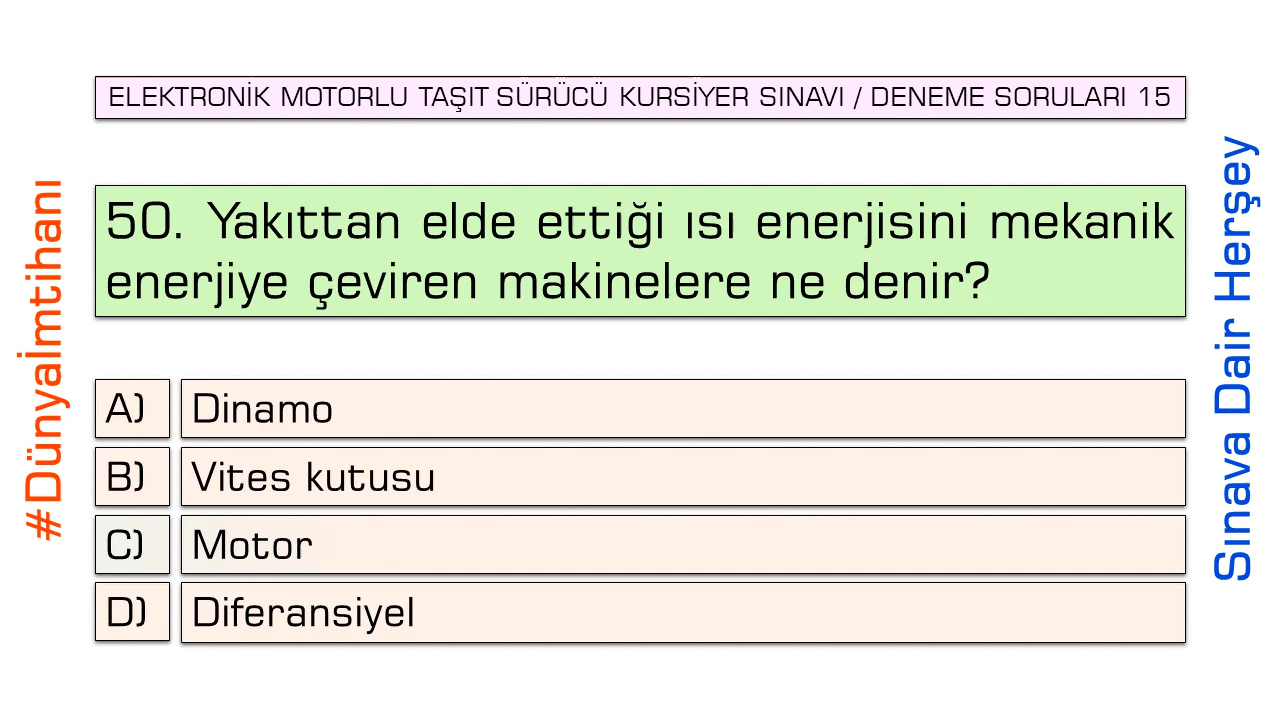 ELEKTRONİK MOTORLU TAŞIT SÜRÜCÜ KURSİYER SINAVI / DENEME SORULARI 15
#Dünyaİmtihanı
50. Yakıttan elde ettiği ısı enerjisini mekanik
enerjiye çeviren makinelere ne denir?
A) Dinamo
B) Vites kutusu
C) Motor
D) Diferansiyel
Sınava Dair Herşey